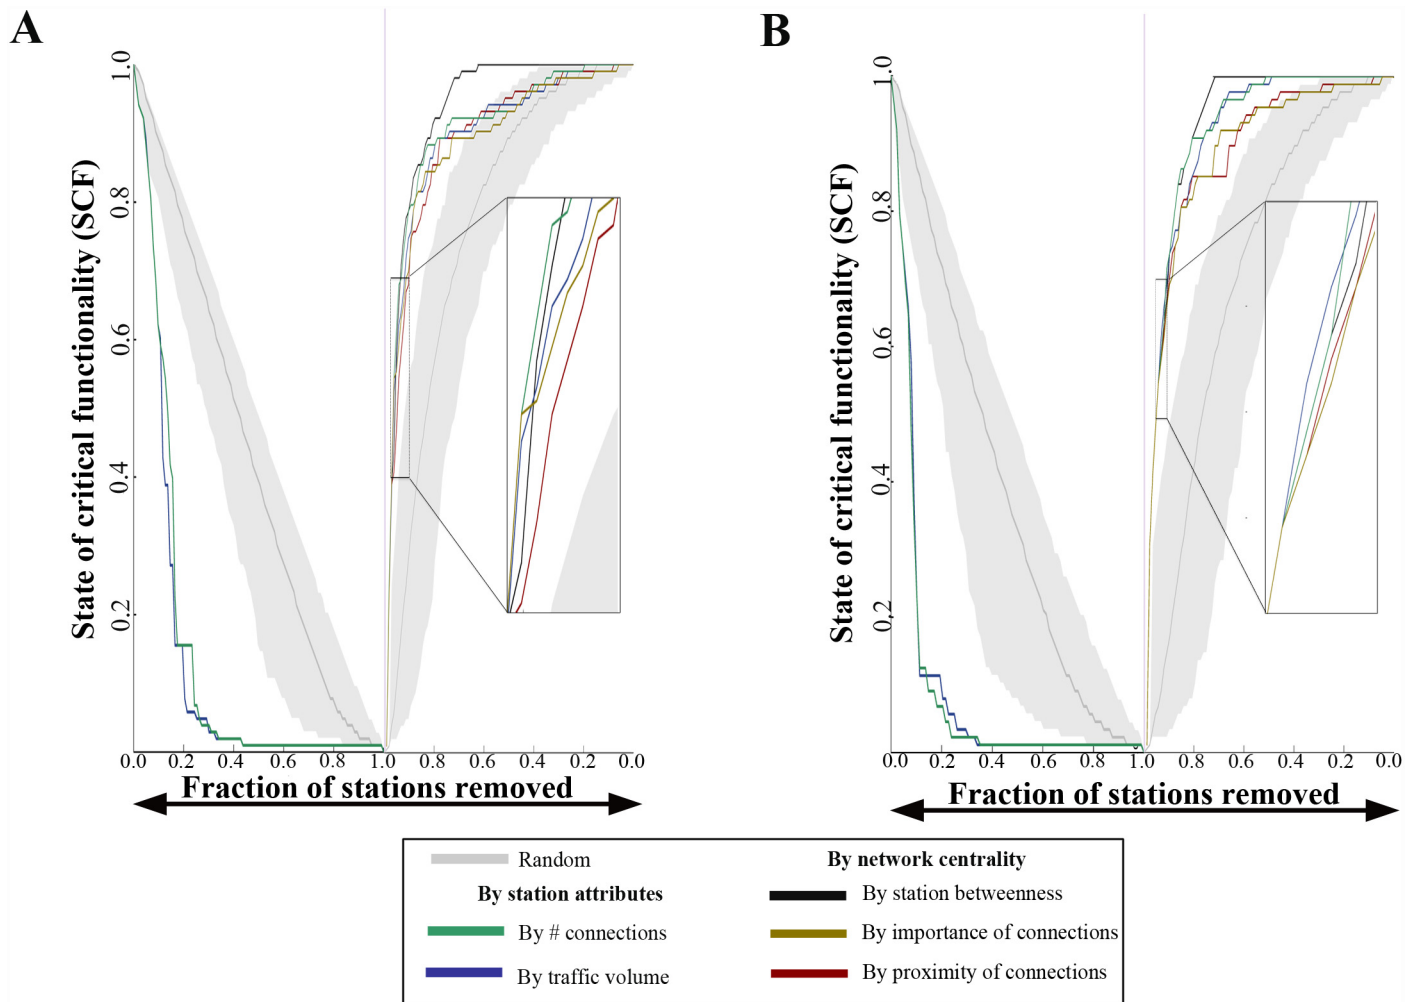 A
B
State of critical functionality (SCF)
1.0
0.8
0.6
0.4
0.2
0.0 0.2 0.4 0.6 0.8 1.0 0.8 0.6 0.4 0.2 0.0
Fraction of stations removed
State of critical functionality (SCF)
1.0
0.8
0.6
0.4
0.2
0.0 0.2 0.4 0.6 0.8 1.0 0.8 0.6 0.4 0.2 0.0
Fraction of stations removed
Random
By station attributes
By # connections
By traffic volume
By network centrality
By station betweenness
By importance of connections
By proximity of connections